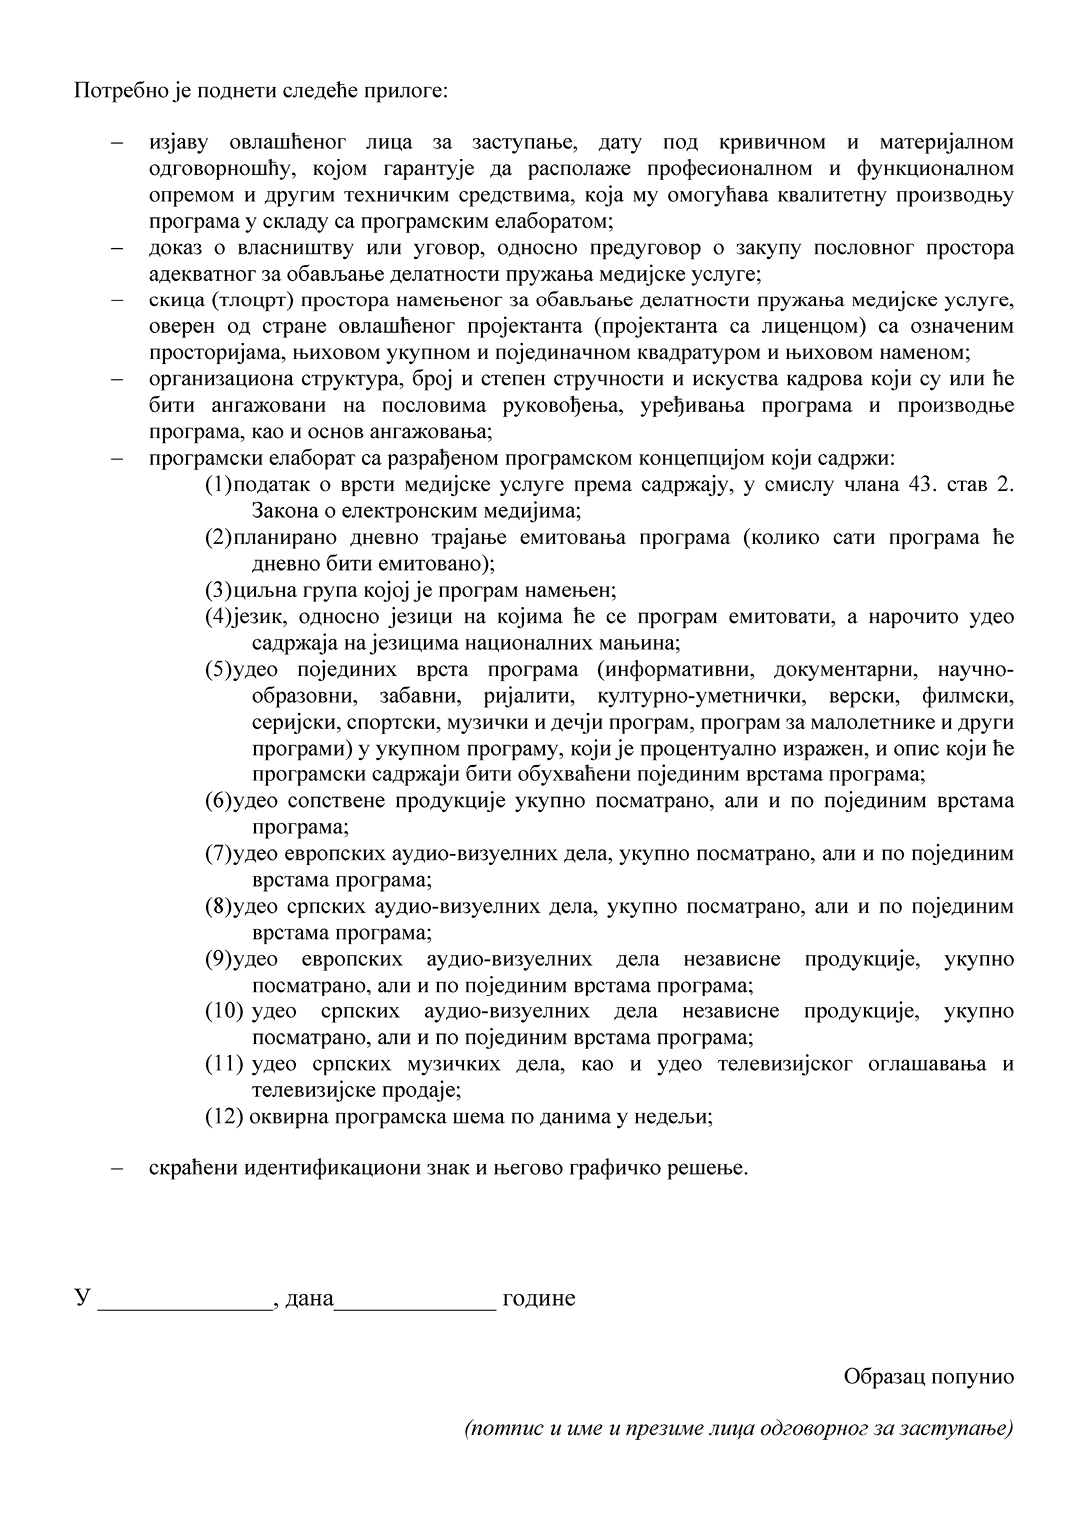 Потребно је поднети следеће прилоге:
– изјаву овлашћеног лица за заступање, дату под кривичном и материјалном
одговорношћу, којом гарантује да располаже професионалном и функционалном
опремом и другим техничким средствима, која му омогућава квалитетну производњу
програма у складу са програмским елаборатом;
– доказ о власништву или уговор, односно предуговор о закупу пословног простора
адекватног за обављање делатности пружања медијске услуге;
– скица (тлоцрт) простора намењеног за обављање делатности пружања медијске услуге,
оверен од стране овлашћеног пројектанта (пројектанта са лиценцом) са означеним
просторијама, њиховом укупном и појединачном квадратуром и њиховом наменом;
– организациона структура, број и степен стручности и искуства кадрова који су или ће
бити ангажовани на пословима руковођења, уређивања програма и производње
програма, као и основ ангажовања;
– програмски елаборат са разрађеном програмском концепцијом који садржи:
(1)податак о врсти медијске услуге према садржају, у смислу члана 43. став 2.
Закона о електронским медијима;
(2)планирано дневно трајање емитовања програма (колико сати програма ће
дневно бити емитовано);
(3)циљна група којој је програм намењен;
(4)језик, односно језици на којима ће се програм емитовати, а нарочито удео
садржаја на језицима националних мањина;
(5)удео појединих врста програма (информативни, документарни, научно-
образовни, забавни, ријалити, културно-уметнички, верски, филмски,
серијски, спортски, музички и дечји програм, програм за малолетнике и други
програми) у укупном програму, који је процентуално изражен, и опис који ће
програмски садржаји бити обухваћени појединим врстама програма;
(6)удео сопствене продукције укупно посматрано, али и по појединим врстама
програма;
(7)удео европских аудио-визуелних дела, укупно посматрано, али и по појединим
врстама програма;
(8)удео српских аудио-визуелних дела, укупно посматрано, али и по појединим
врстама програма;
(9)удео европских аудио-визуелних дела независне продукције, укупно
посматрано, али и по појединим врстама програма;
(10) удео српских аудио-визуелних дела независне продукције, укупно
посматрано, али и по појединим врстама програма;
(11) удео српских музичких дела, као и удео телевизијског оглашавања и
телевизијске продаје;
(12) оквирна програмска шема по данима у недељи;
– скраћени идентификациони знак и његово графичко решење.
У ______________, дана_____________ године
Образац попунио
(потпис и име и презиме лица одговорног за заступање)